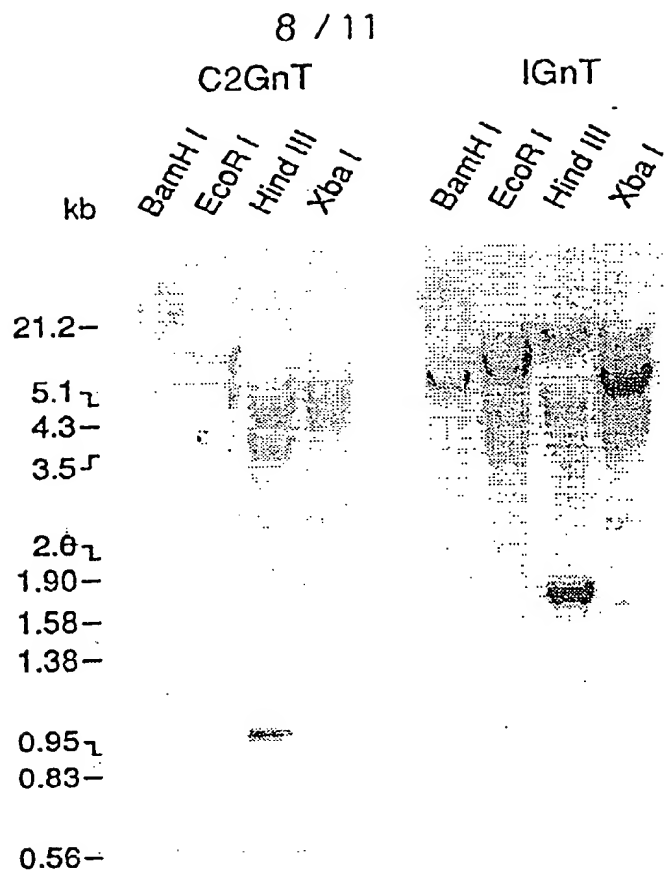 8 / 11
C2GnT IGnT
BamH I EcoR I Hind III Xba I BamH I EcoR I Hind III Xba I
kb
21.2
5.1
4.3
3.5
2.0
1.90
1.58
1.38
0.95
0.83
0.56